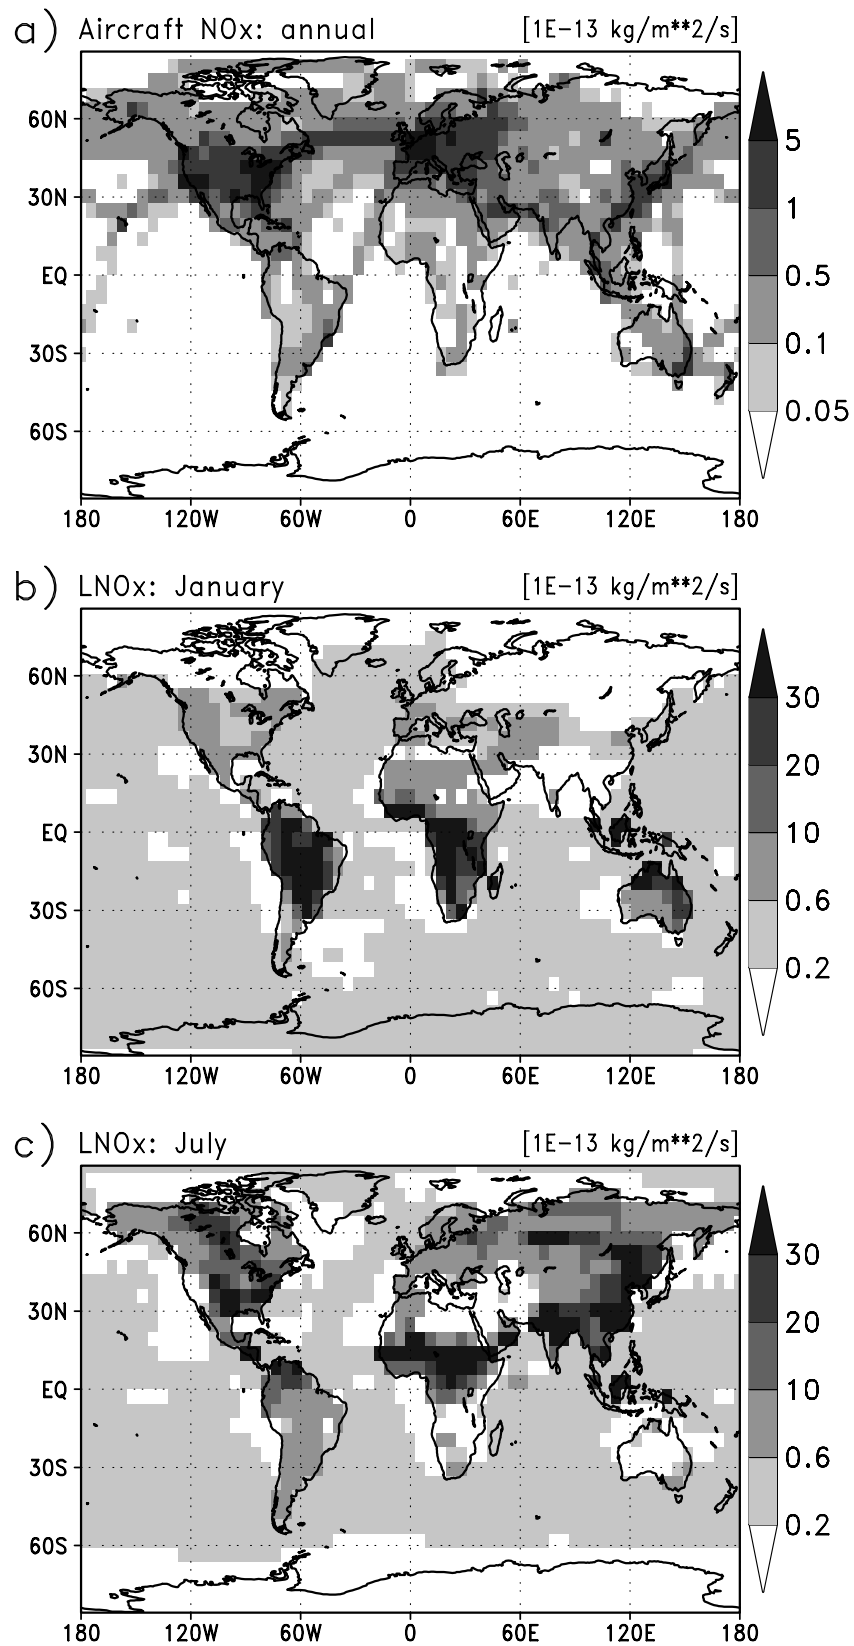 a) Aircraft NOx: annual [1E-13 kg/m**2/s]
60N
30N
EQ
30S
60S
180 120W 60W 0 60E 120E 180
5
1
0.5
0.1
0.05
b) LNOx: January [1E-13 kg/m**2/s]
60N
30N
EQ
30S
60S
180 120W 60W 0 60E 120E 180
30
20
10
0.6
0.2
c) LNOx: July [1E-13 kg/m**2/s]
60N
30N
EQ
30S
60S
180 120W 60W 0 60E 120E 180
30
20
10
0.6
0.2